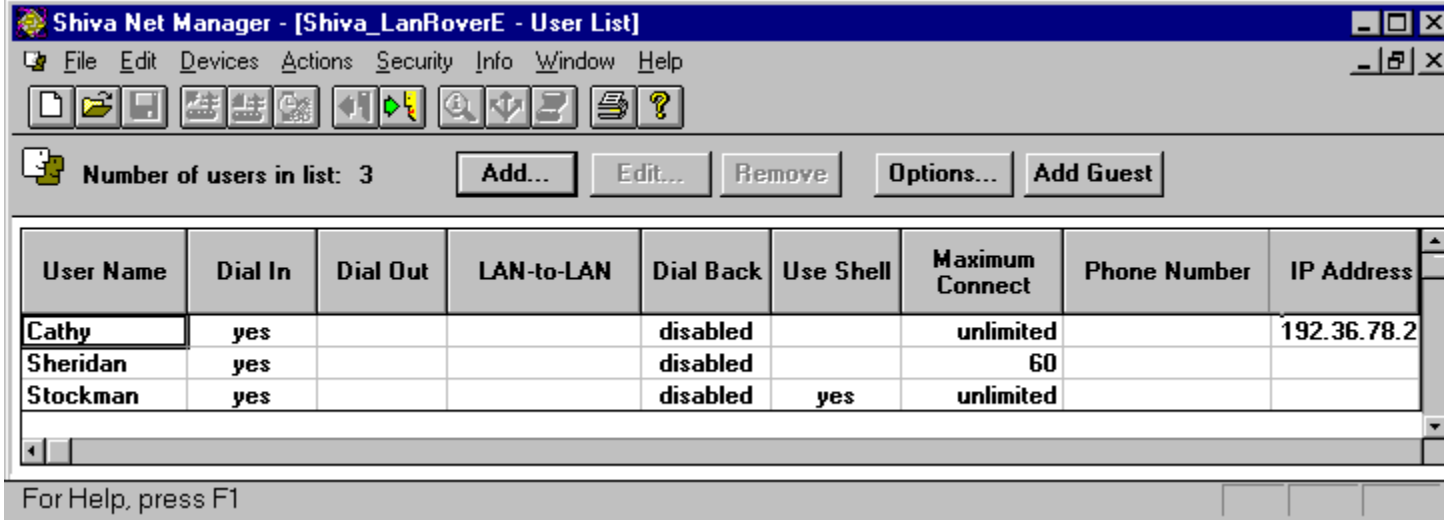 Shiva Net Manager - [Shiva_LanRoverE - User List]
File Edit Devices Actions Security Info Window Help
Number of users in list: 3 Add... Edit... Remove Options... Add Guest
User Name Dial In Dial Out LAN-to-LAN Dial Back Use Shell Maximum Connect Phone Number IP Address
Cathy yes disabled unlimited 192.36.78.2
Sheridan yes disabled 60
Stockman yes disabled yes unlimited
For Help, press F1